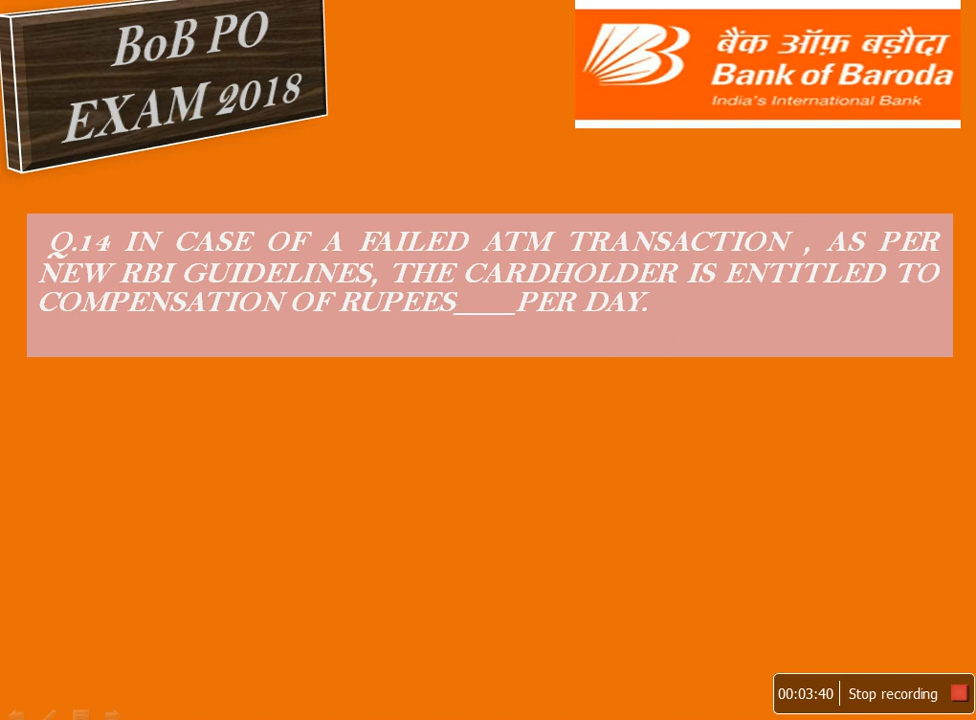 BoB PO
EXAM 2018
बैंक ऑफ़ बड़ौदा
Bank of Baroda
India's International Bank
Q.14 IN CASE OF A FAILED ATM TRANSACTION , AS PER
NEW RBI GUIDELINES, THE CARDHOLDER IS ENTITLED TO
COMPENSATION OF RUPEES____PER DAY.
00:03:40 Stop recording